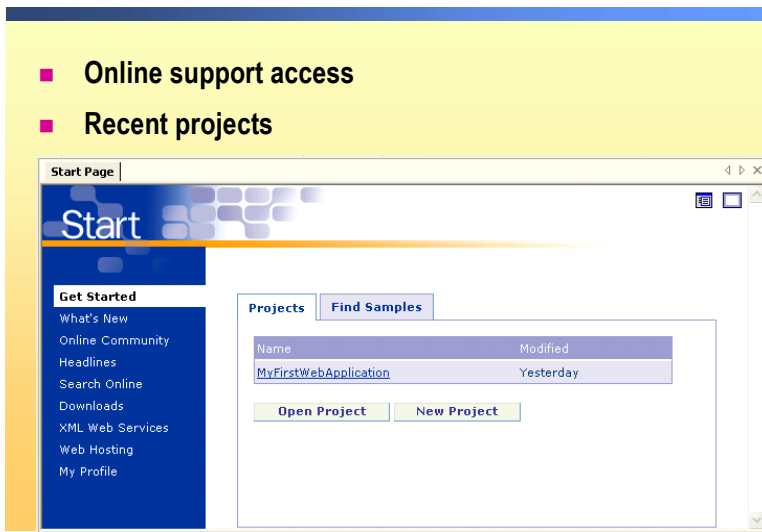 Online support access
Recent projects
Start Page
Start
Get Started
What's New
Online Community
Headlines
Search Online
Downloads
XML Web Services
Web Hosting
My Profile
Projects Find Samples
Name Modified
MyFirstWebApplication Yesterday
Open Project New Project